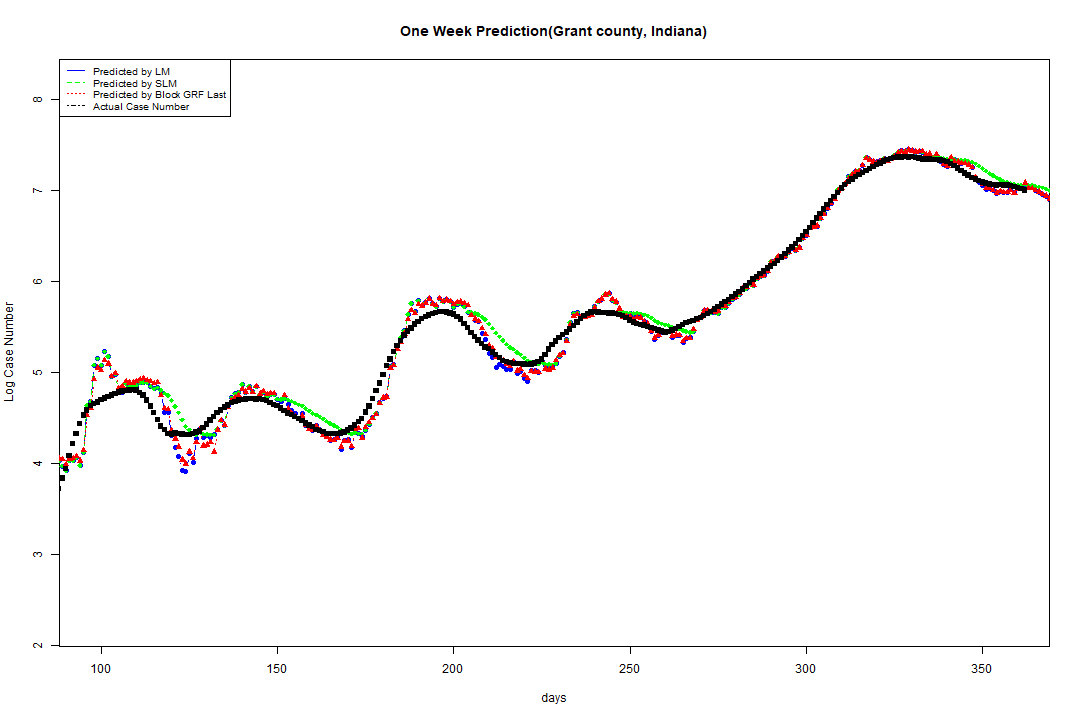 One Week Prediction(Grant county, Indiana)
Predicted by LM
Predicted by SLM
Predicted by Block GRF Last
Actual Case Number
8
7
6
5
4
3
2
Log Case Number
100
150
200
250
300
350
days